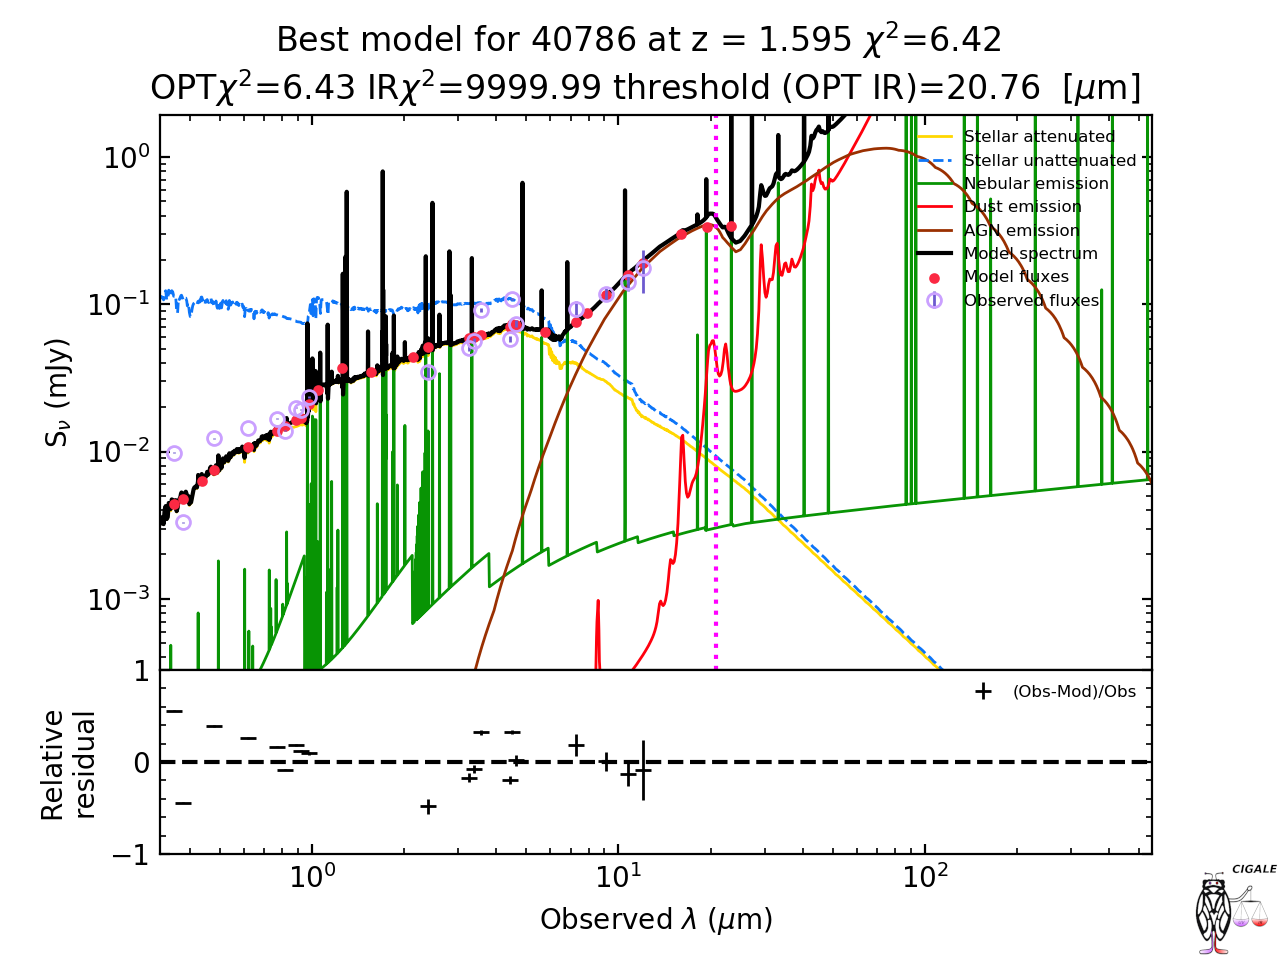 Best model for 40786 at z = 1.595 χ²=6.42
OPTχ²=6.43 IRχ²=9999.99 threshold (OPT IR)=20.76 [μm]
Stellar attenuated
Stellar unattenuated
Nebular emission
Dust emission
AGN emission
Model spectrum
Model fluxes
Observed fluxes
10⁰
10⁻¹
10⁻²
10⁻³
S_ν (mJy)
1
0
−1
Relative
residual
(Obs-Mod)/Obs
10⁰ 10¹ 10²
Observed λ (μm)
CIGALE